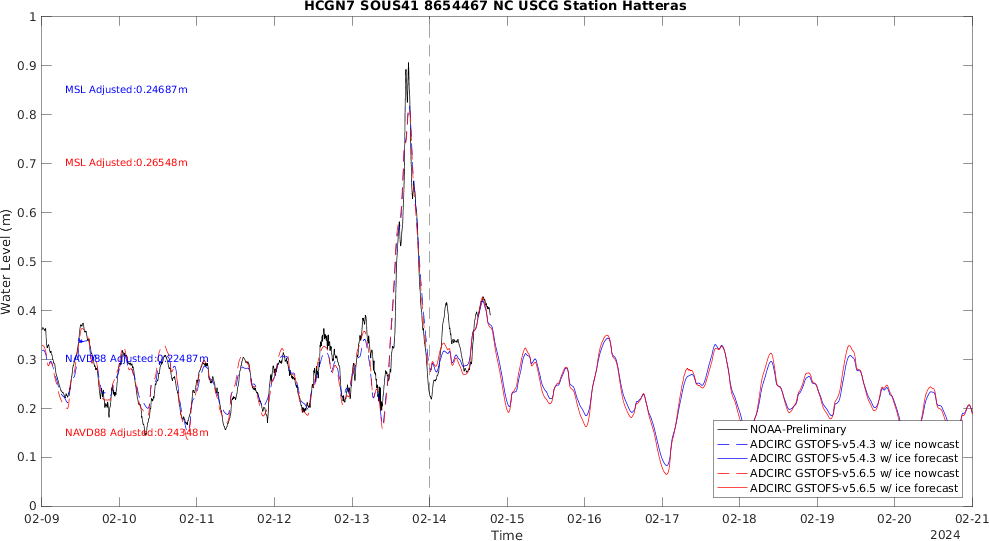 HCGN7 SOUS41 8654467 NC USCG Station Hatteras
1
0.9
MSL Adjusted:0.24687m
0.8
0.7
MSL Adjusted:0.26548m
0.6
Water Level (m)
0.5
0.4
0.3
NAVD88 Adjusted:0.22487m
0.2
NAVD88 Adjusted:0.24348m
0.1
0
NOAA-Preliminary
ADCIRC GSTOFS-v5.4.3 w/ ice nowcast
ADCIRC GSTOFS-v5.4.3 w/ ice forecast
ADCIRC GSTOFS-v5.6.5 w/ ice nowcast
ADCIRC GSTOFS-v5.6.5 w/ ice forecast
02-09 02-10 02-11 02-12 02-13 02-14 02-15 02-16 02-17 02-18 02-19 02-20 02-21
Time
2024